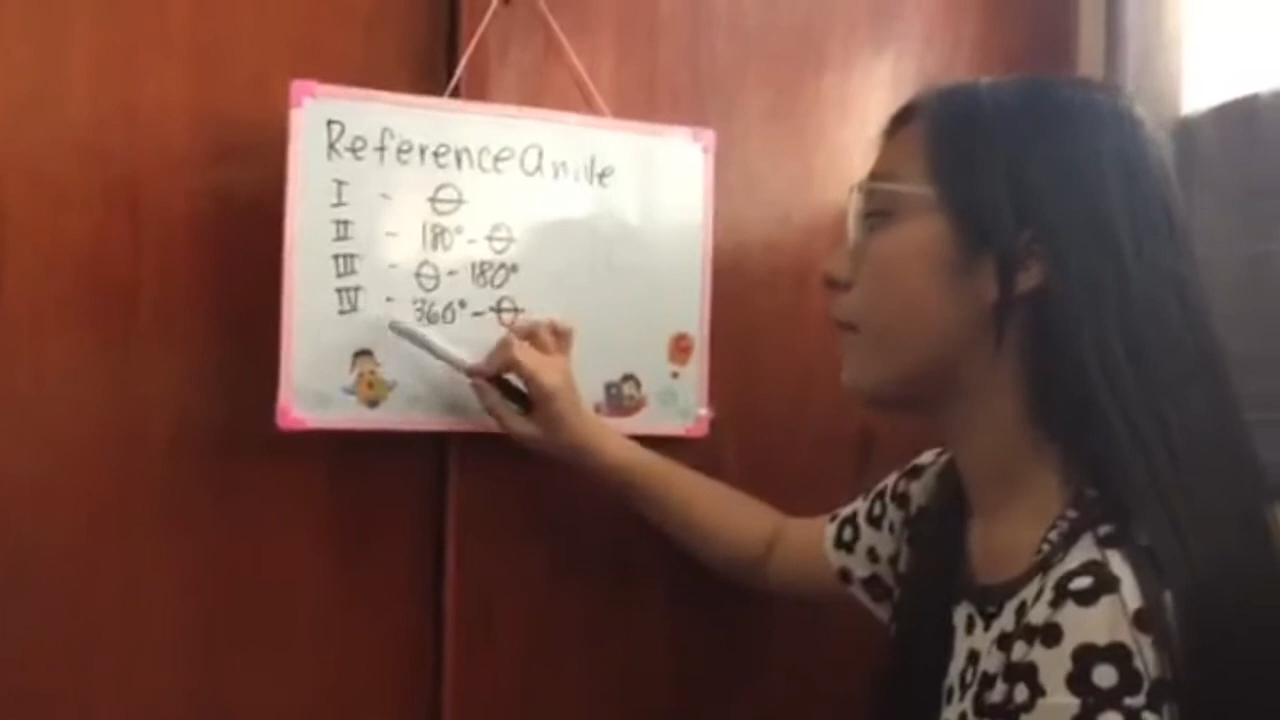 Reference Angle
I - θ
II - 180° - θ
III - θ - 180°
IV - 360° - θ